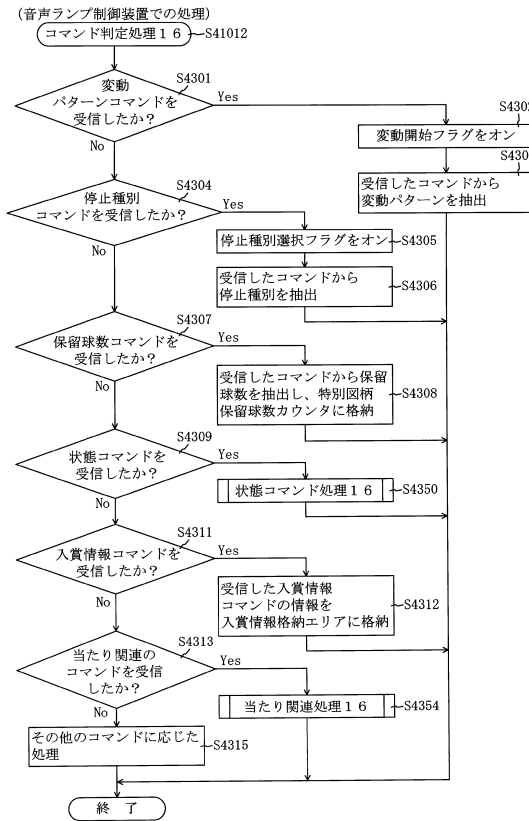 (音声ランプ制御装置での処理)
コマンド判定処理16
S41012
S4301
変動
パターンコマンドを
受信したか？
Yes
No
S4302
変動開始フラグをオン
S430
受信したコマンドから
変動パターンを抽出
S4304
停止種別
コマンドを受信したか？
Yes
No
停止種別選択フラグをオン
S4305
受信したコマンドから
停止種別を抽出
S4306
S4307
保留球数コマンドを
受信したか？
Yes
No
受信したコマンドから保留
球数を抽出し、特別図柄
保留球数カウンタに格納
S4308
S4309
状態コマンドを
受信したか？
Yes
No
状態コマンド処理16
S4350
S4311
入賞情報コマンドを
受信したか？
Yes
No
受信した入賞情報
コマンドの情報を
入賞情報格納エリアに格納
S4312
S4313
当たり関連の
コマンドを受信
したか？
Yes
No
当たり関連処理16
S4354
その他のコマンドに応じた
処理
S4315
終了